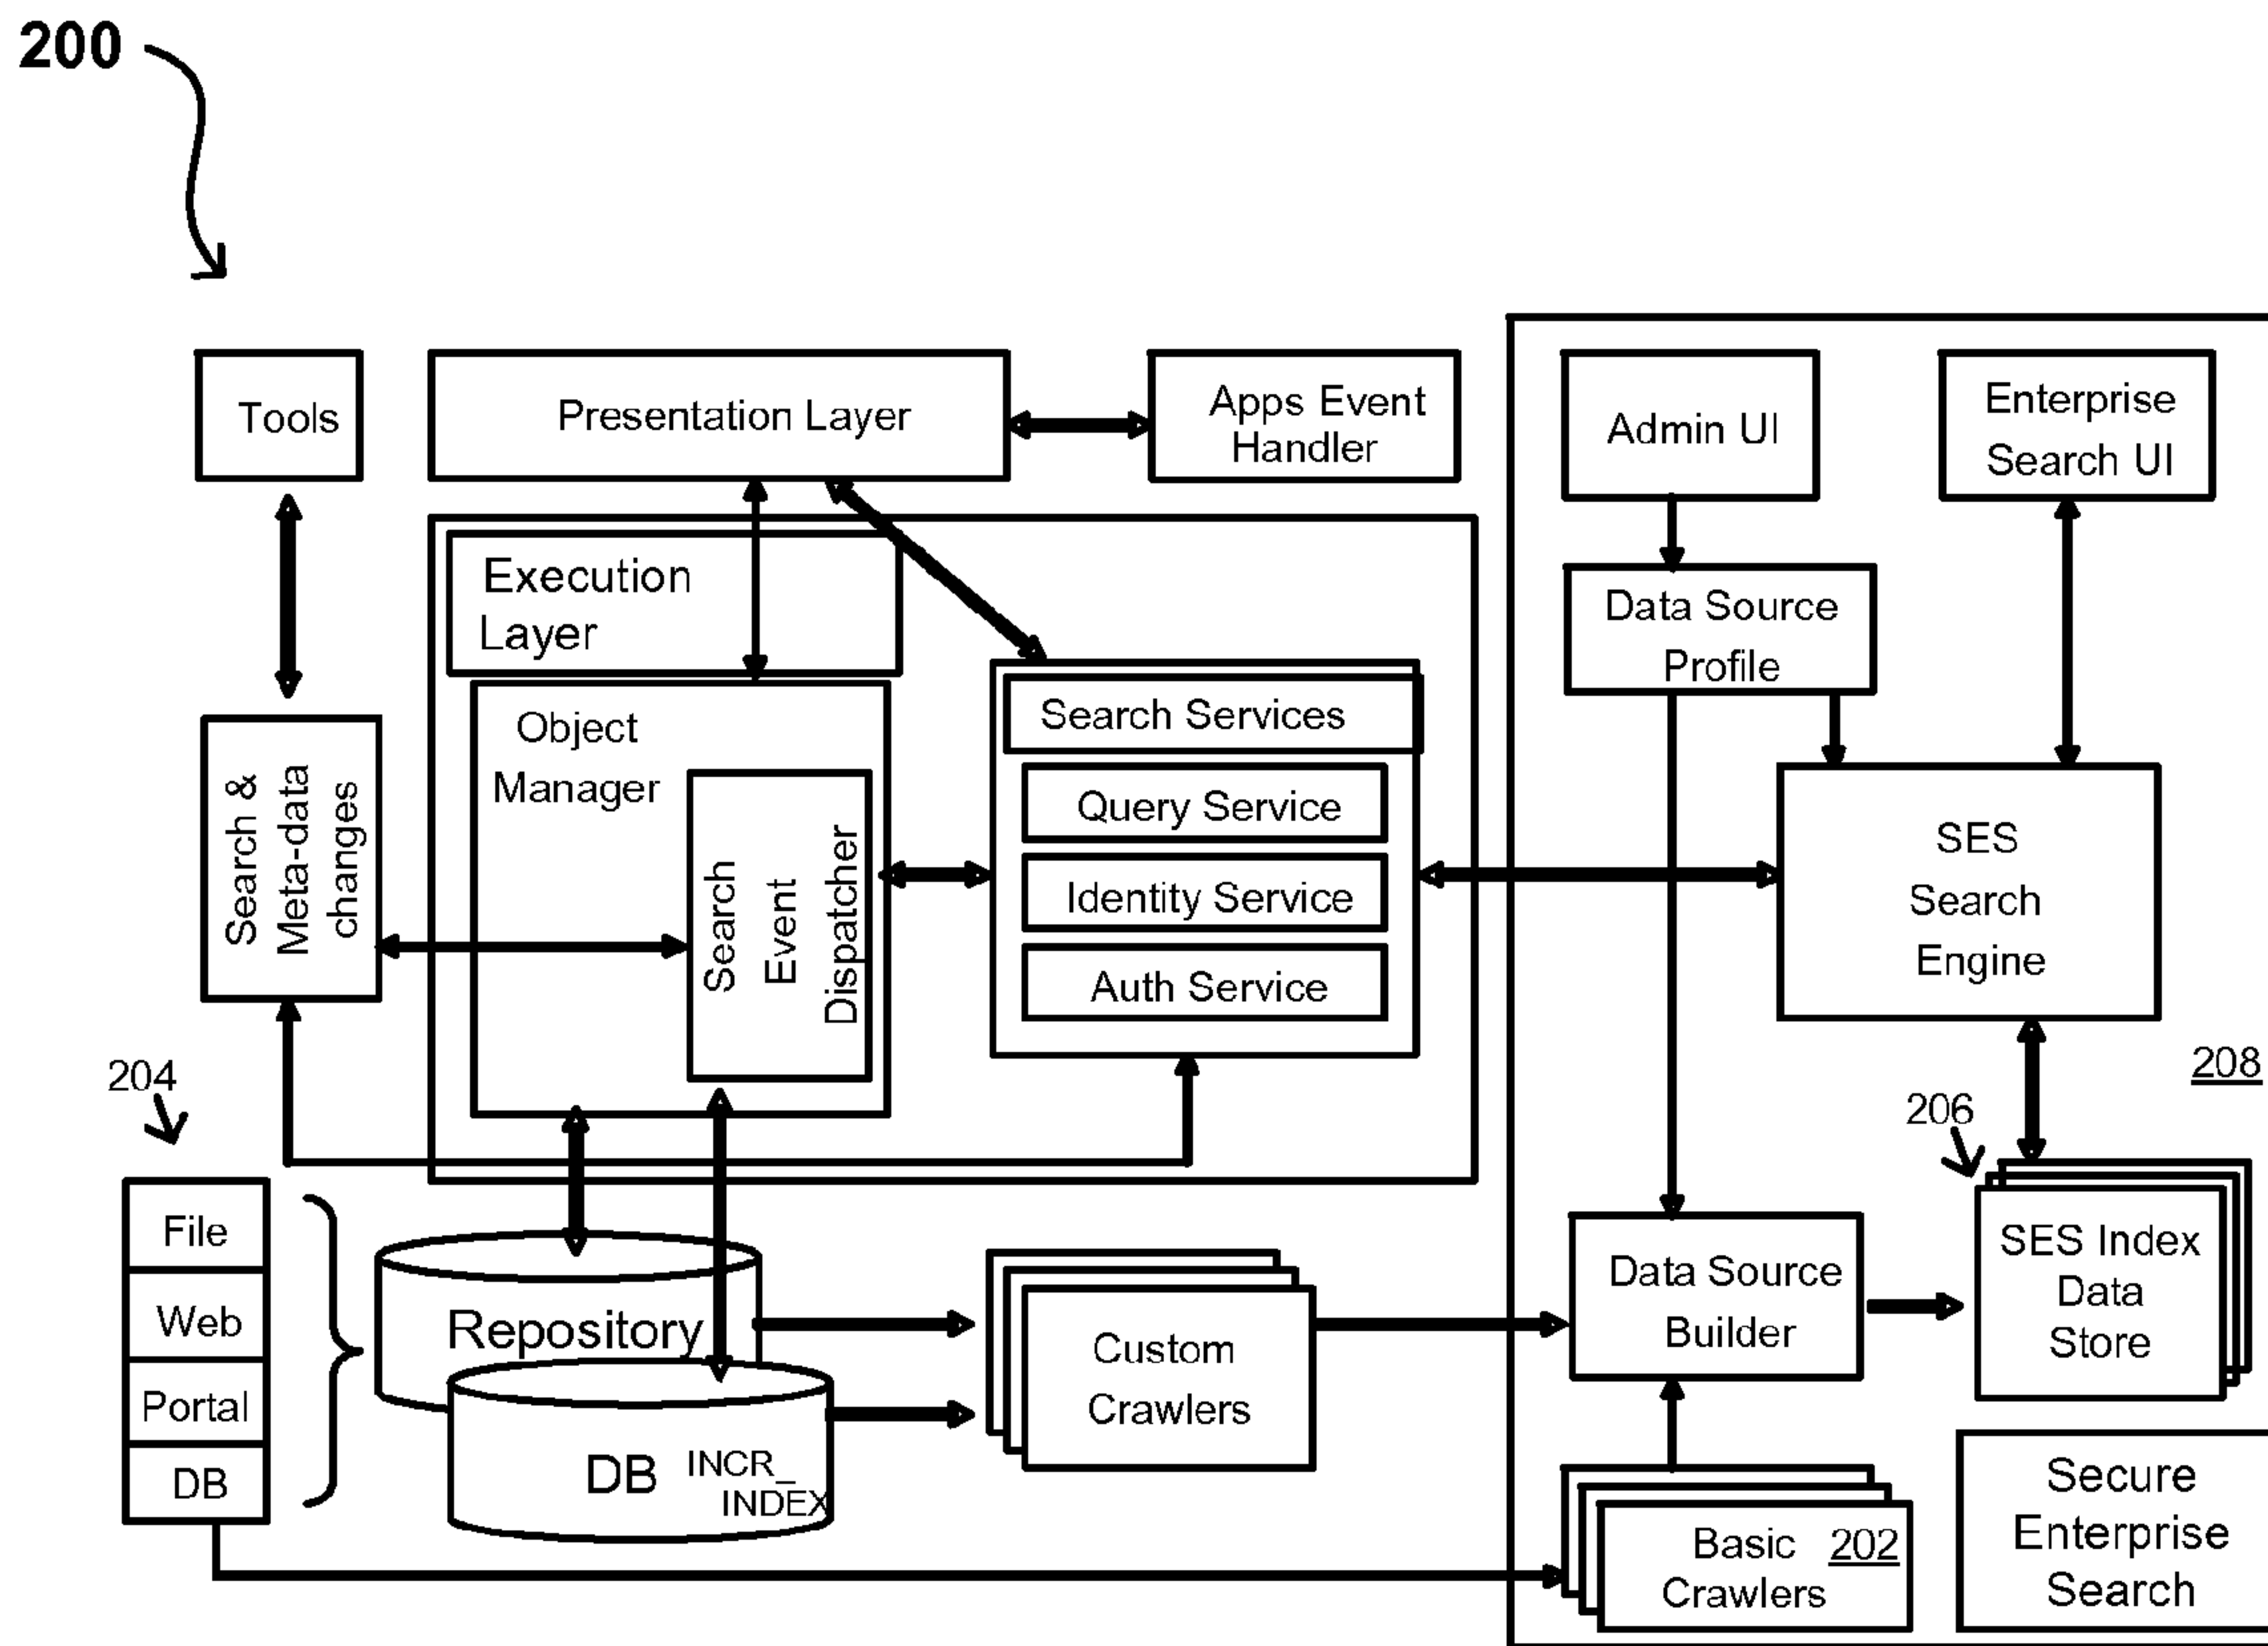 200
Tools
Presentation Layer
Apps Event
Handler
Admin UI
Enterprise
Search UI
Execution
Layer
Data Source
Profile
Object
Manager
Search Services
Search &
Meta-data
changes
Search
Event
Dispatcher
Query Service
Identity Service
Auth Service
SES
Search
Engine
204
208
206
File
Web
Portal
DB
Repository
DB
INCR_
INDEX
Custom
Crawlers
Data Source
Builder
SES Index
Data
Store
Basic 202
Crawlers
Secure
Enterprise
Search